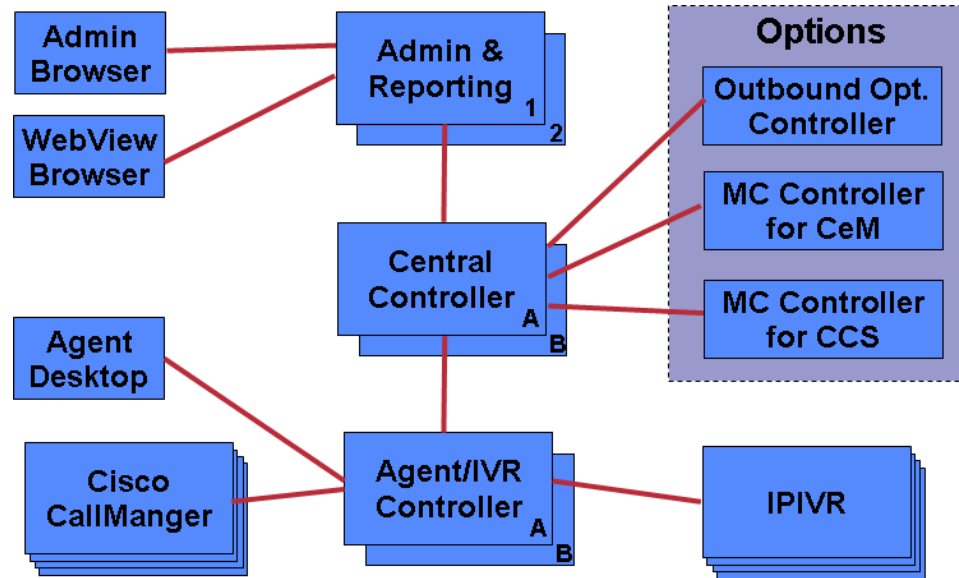 Admin
Browser
Admin &
Reporting
1
2
Options
Outbound Opt.
Controller
WebView
Browser
MC Controller
for CeM
Central
Controller
A
B
MC Controller
for CCS
Agent
Desktop
Cisco
CallManger
Agent/IVR
Controller
A
B
IPIVR